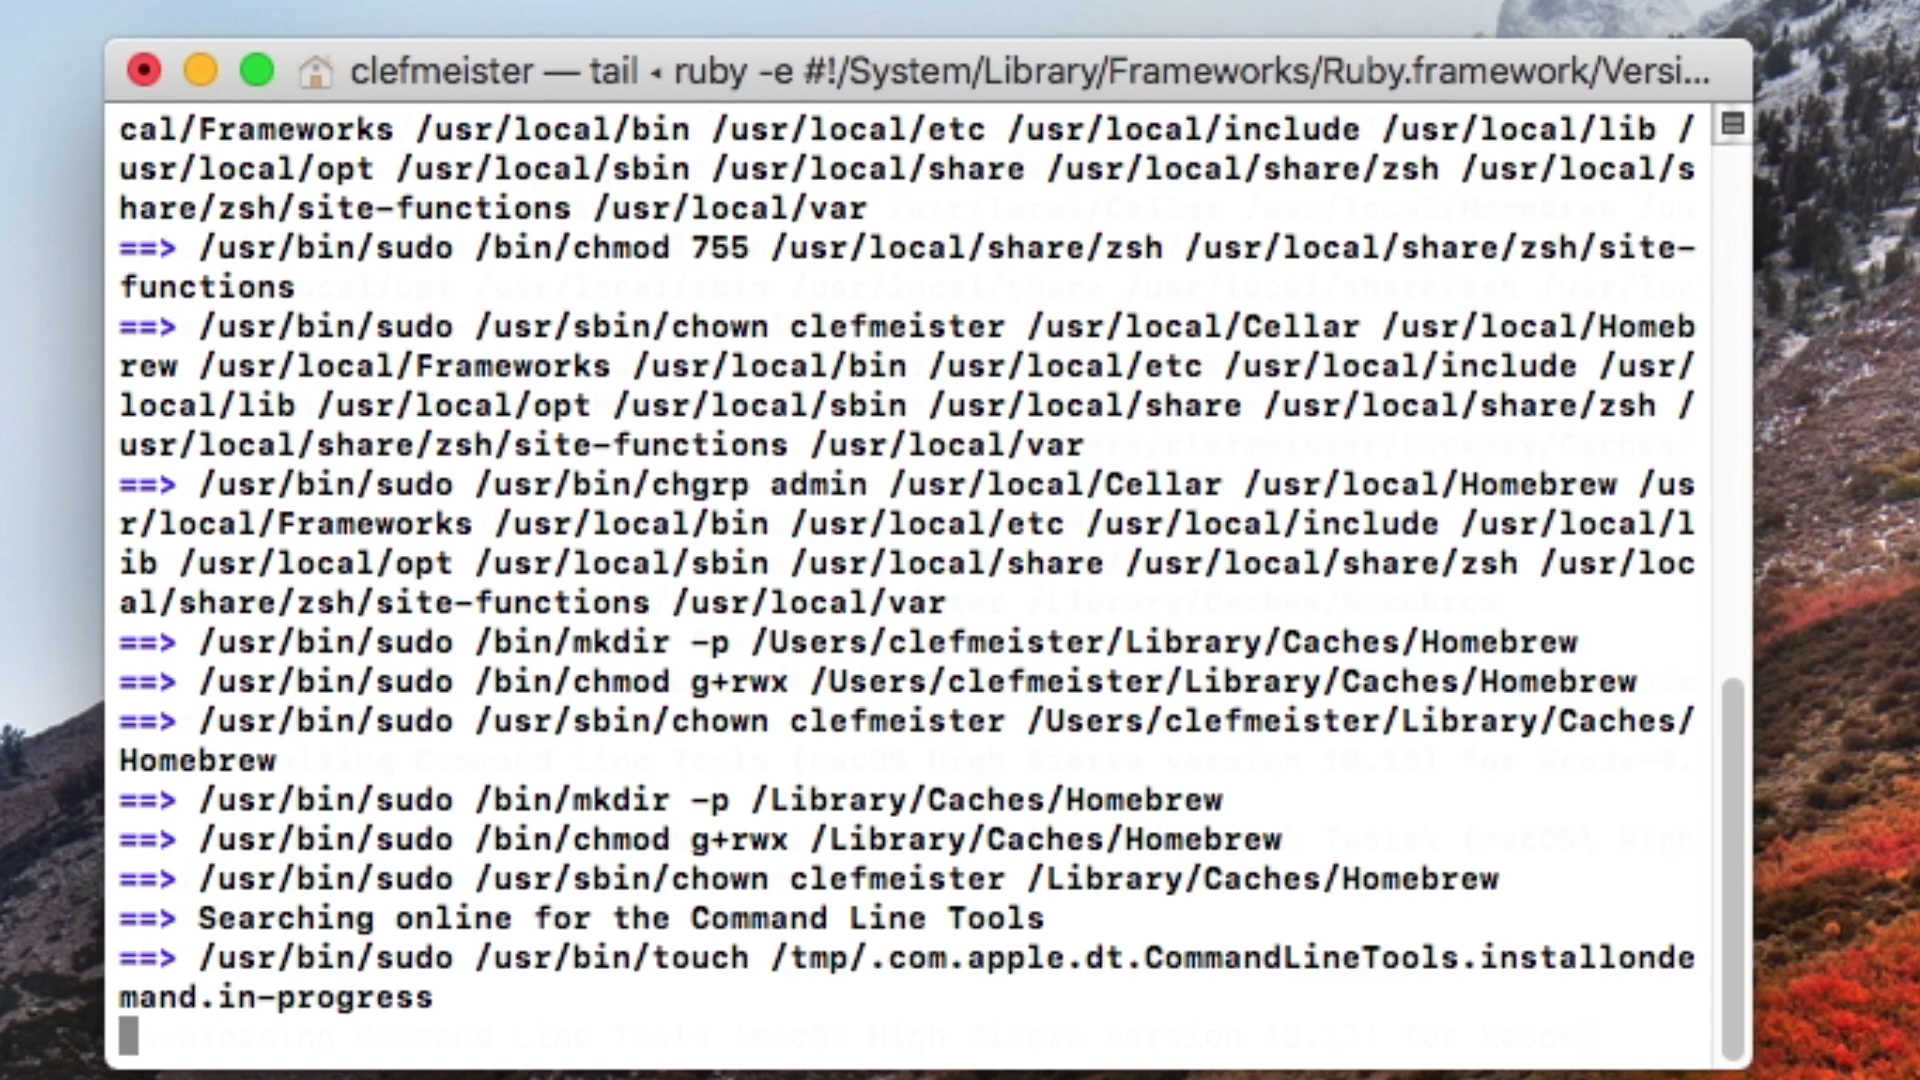 clefmeister — tail ◂ ruby -e #!/System/Library/Frameworks/Ruby.framework/Versi...
cal/Frameworks /usr/local/bin /usr/local/etc /usr/local/include /usr/local/lib /
usr/local/opt /usr/local/sbin /usr/local/share /usr/local/share/zsh /usr/local/s
hare/zsh/site-functions /usr/local/var
==> /usr/bin/sudo /bin/chmod 755 /usr/local/share/zsh /usr/local/share/zsh/site-
functions
==> /usr/bin/sudo /usr/sbin/chown clefmeister /usr/local/Cellar /usr/local/Homeb
rew /usr/local/Frameworks /usr/local/bin /usr/local/etc /usr/local/include /usr/
local/lib /usr/local/opt /usr/local/sbin /usr/local/share /usr/local/share/zsh /
usr/local/share/zsh/site-functions /usr/local/var
==> /usr/bin/sudo /usr/bin/chgrp admin /usr/local/Cellar /usr/local/Homebrew /us
r/local/Frameworks /usr/local/bin /usr/local/etc /usr/local/include /usr/local/l
ib /usr/local/opt /usr/local/sbin /usr/local/share /usr/local/share/zsh /usr/loc
al/share/zsh/site-functions /usr/local/var
==> /usr/bin/sudo /bin/mkdir -p /Users/clefmeister/Library/Caches/Homebrew
==> /usr/bin/sudo /bin/chmod g+rwx /Users/clefmeister/Library/Caches/Homebrew
==> /usr/bin/sudo /usr/sbin/chown clefmeister /Users/clefmeister/Library/Caches/
Homebrew
==> /usr/bin/sudo /bin/mkdir -p /Library/Caches/Homebrew
==> /usr/bin/sudo /bin/chmod g+rwx /Library/Caches/Homebrew
==> /usr/bin/sudo /usr/sbin/chown clefmeister /Library/Caches/Homebrew
==> Searching online for the Command Line Tools
==> /usr/bin/sudo /usr/bin/touch /tmp/.com.apple.dt.CommandLineTools.installonde
mand.in-progress